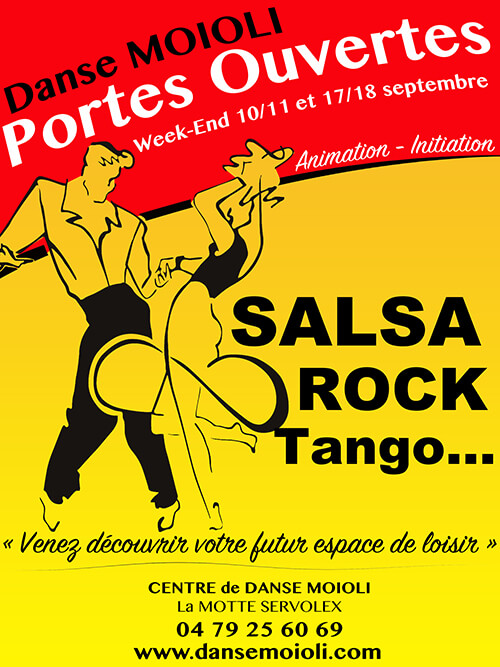 Danse MOIOLI
Portes Ouvertes
Week-End 10/11 et 17/18 septembre
Animation - Initiation
SALSA
ROCK
Tango...
« Venez découvrir votre futur espace de loisir »
CENTRE de DANSE MOIOLI
La MOTTE SERVOLEX
04 79 25 60 69
www.dansemoioli.com